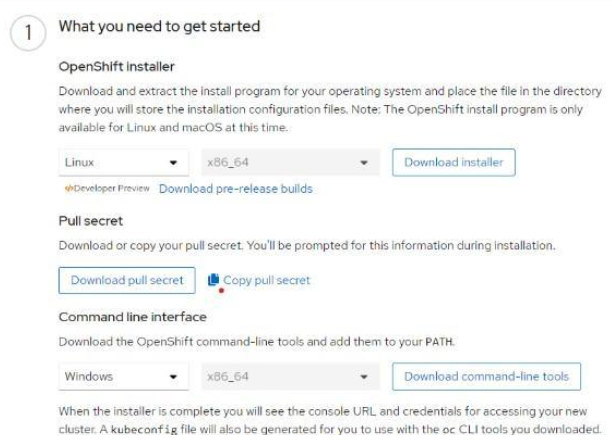 1
What you need to get started
OpenShift installer
Download and extract the install program for your operating system and place the file in the directory
where you will store the installation configuration files. Note: The OpenShift install program is only
available for Linux and macOS at this time.
Linux x86_64 Download installer
</>Developer Preview Download pre-release builds
Pull secret
Download or copy your pull secret. You'll be prompted for this information during installation.
Download pull secret Copy pull secret
Command line interface
Download the OpenShift command-line tools and add them to your PATH.
Windows x86_64 Download command-line tools
When the installer is complete you will see the console URL and credentials for accessing your new
cluster. A kubeconfig file will also be generated for you to use with the oc CLI tools you downloaded.